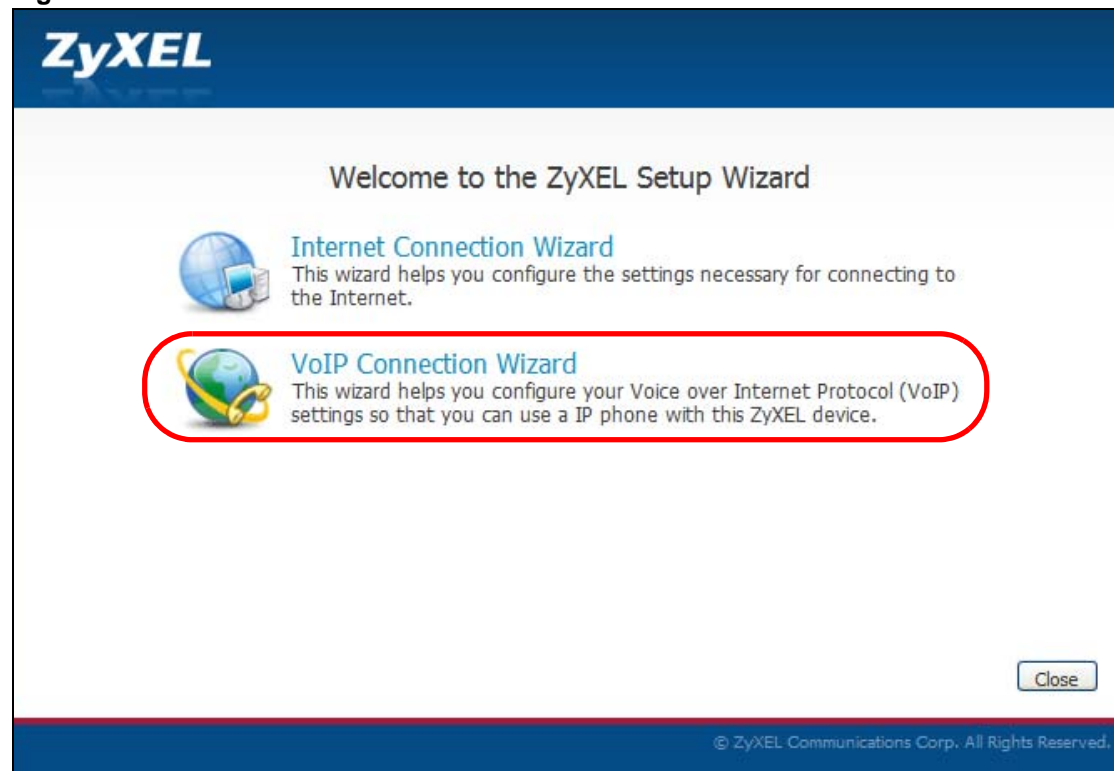 ZyXEL
Welcome to the ZyXEL Setup Wizard
Internet Connection Wizard
This wizard helps you configure the settings necessary for connecting to
the Internet.
VoIP Connection Wizard
This wizard helps you configure your Voice over Internet Protocol (VoIP)
settings so that you can use a IP phone with this ZyXEL device.
Close
© ZyXEL Communications Corp. All Rights Reserved.